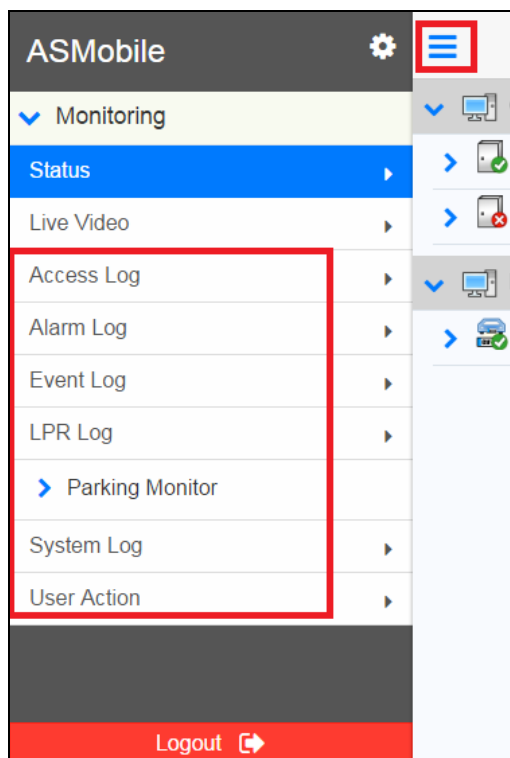 ASMobile
Monitoring
Status
Live Video
Access Log
Alarm Log
Event Log
LPR Log
Parking Monitor
System Log
User Action
Logout